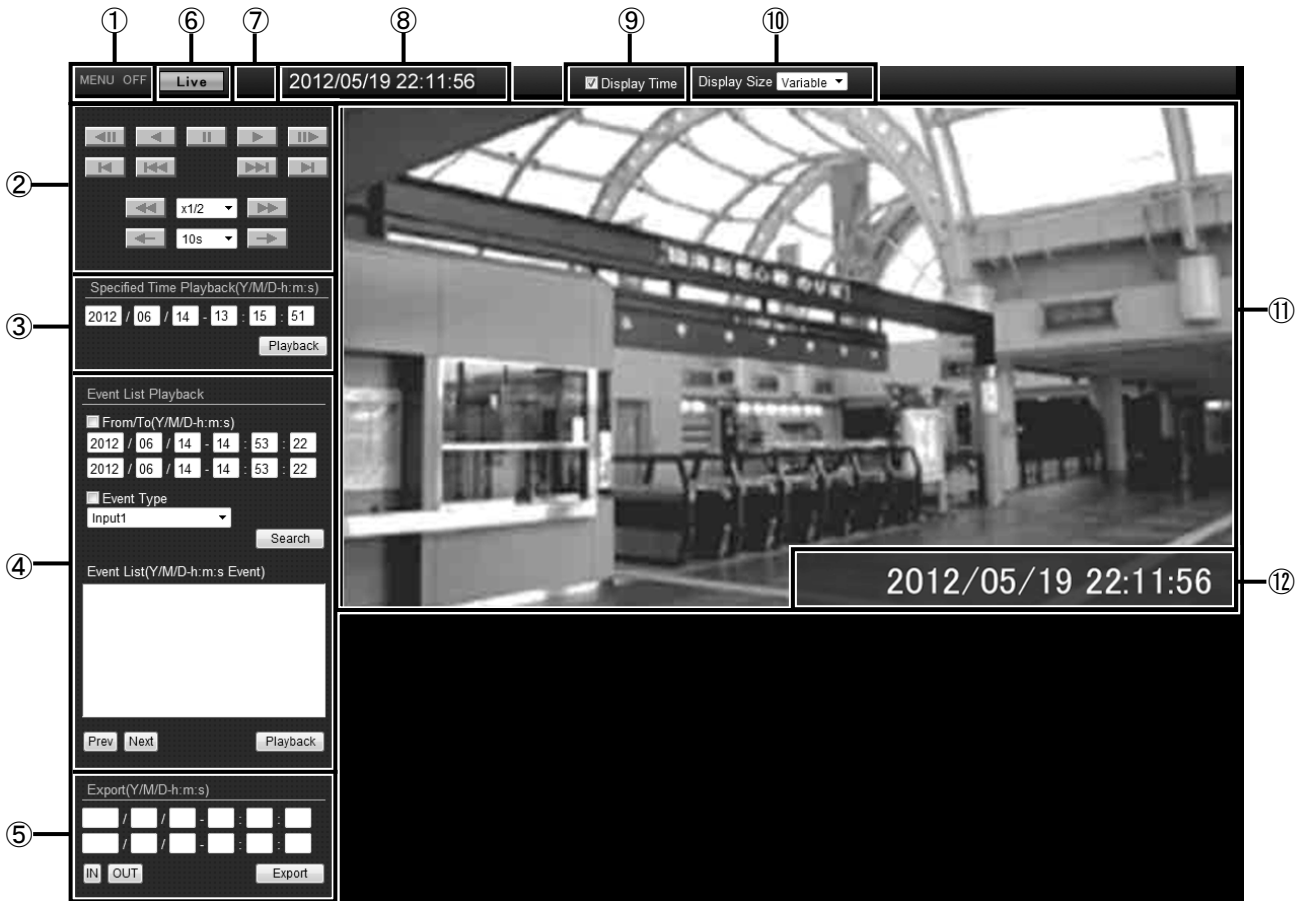 ① ⑥ ⑦ ⑧ ⑨ ⑩
MENU OFF Live 2012/05/19 22:11:56 Display Time Display Size Variable
②
x1/2
10s
Specified Time Playback(Y/M/D-h:m:s)
③
2012 / 06 / 14 - 13 : 15 : 51
Playback
⑪
Event List Playback
From/To(Y/M/D-h:m:s)
2012 / 06 / 14 - 14 : 53 : 22
2012 / 06 / 14 - 14 : 53 : 22
Event Type
Input1
Search
④
Event List(Y/M/D-h:m:s Event)
2012/05/19 22:11:56
⑫
Prev Next Playback
Export(Y/M/D-h:m:s)
/ / - : :
⑤
/ / - : :
IN OUT Export